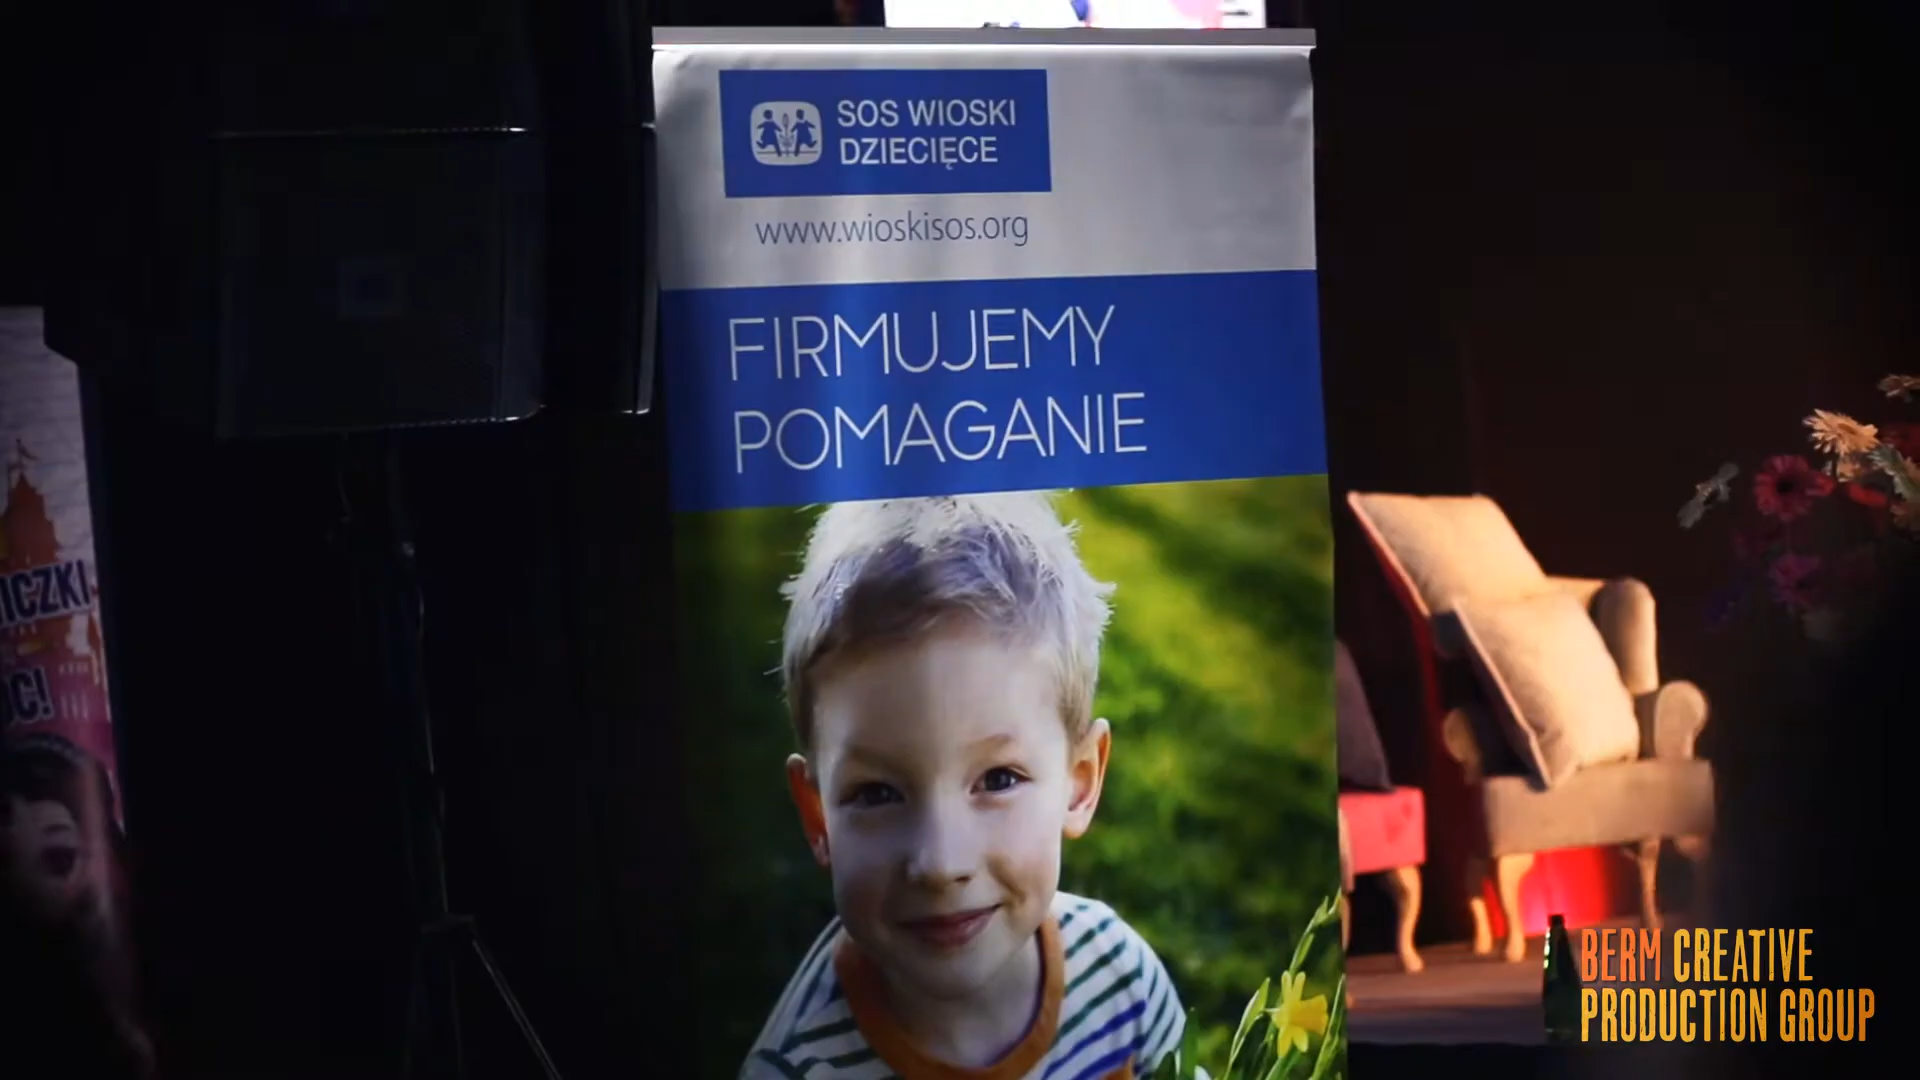 SOS WIOSKI
DZIECIĘCE
www.wioskisos.org
FIRMUJEMY
POMAGANIE
BERM CREATIVE
PRODUCTION GROUP